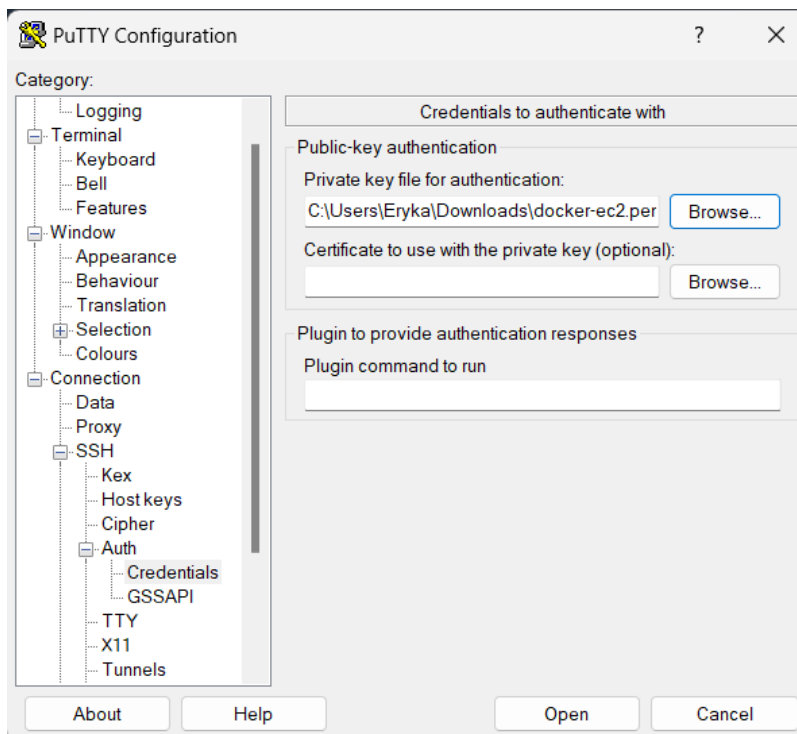 PuTTY Configuration
?
Category:
Logging
Terminal
Keyboard
Bell
Features
Window
Appearance
Behaviour
Translation
Selection
Colours
Connection
Data
Proxy
SSH
Kex
Host keys
Cipher
Auth
Credentials
GSSAPI
TTY
X11
Tunnels
Credentials to authenticate with
Public-key authentication
Private key file for authentication:
C:\Users\Eryka\Downloads\docker-ec2.per
Browse...
Certificate to use with the private key (optional):
Browse...
Plugin to provide authentication responses
Plugin command to run
About
Help
Open
Cancel